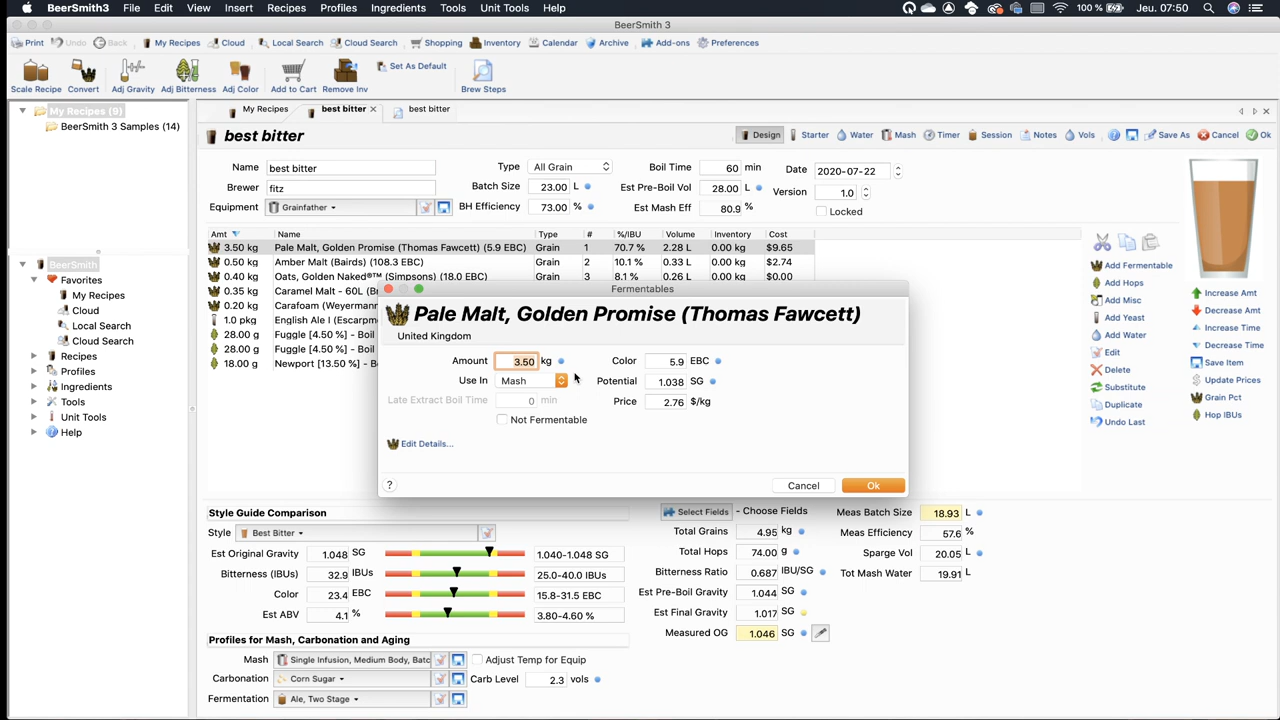 BeerSmith3 File Edit View Insert Recipes Profiles Ingredients Tools Unit Tools Help 100 % Jeu. 07:50
BeerSmith 3
Print Undo Back My Recipes Cloud Local Search Cloud Search Shopping Inventory Calendar Archive Add-ons Preferences
Set As Default
Scale Recipe Convert Adj Gravity Adj Bitterness Adj Color Add to Cart Remove Inv Brew Steps
My Recipes (9)
BeerSmith 3 Samples (14)
BeerSmith
Favorites
My Recipes
Cloud
Local Search
Cloud Search
Recipes
Profiles
Ingredients
Tools
Unit Tools
Help
My Recipes best bitter best bitter
best bitter Design Starter Water Mash Timer Session Notes Vols Save As Cancel Ok
Name best bitter Type All Grain Boil Time 60 min Date 2020-07-22
Brewer fitz Batch Size 23.00 L Est Pre-Boil Vol 28.00 L Version 1.0
Equipment Grainfather BH Efficiency 73.00 % Est Mash Eff 80.9 % Locked
Amt Name Type # %/IBU Volume Inventory Cost
3.50 kg Pale Malt, Golden Promise (Thomas Fawcett) (5.9 EBC) Grain 1 70.7 % 2.28 L 0.00 kg $9.65
0.50 kg Amber Malt (Bairds) (108.3 EBC) Grain 2 10.1 % 0.33 L 0.00 kg $2.74
0.40 kg Oats, Golden Naked®™ (Simpsons) (18.0 EBC) Grain 3 8.1 % 0.26 L 0.00 kg $0.00
0.35 kg Caramel Malt - 60L (B
0.20 kg Carafoam (Weyermann
1.0 pkg English Ale I (Escarpm
28.00 g Fuggle [4.50 %] - Boil
28.00 g Fuggle [4.50 %] - Boil
18.00 g Newport [13.50 %] - Boil
Fermentables
Pale Malt, Golden Promise (Thomas Fawcett)
United Kingdom
Amount 3.50 kg Color 5.9 EBC
Use In Mash Potential 1.038 SG
Late Extract Boil Time 0 min Price 2.76 $/kg
Not Fermentable
Edit Details...
? Cancel Ok
Add Fermentable
Add Hops
Add Misc
Add Yeast
Add Water
Edit
Delete
Substitute
Duplicate
Undo Last
Increase Amt
Decrease Amt
Increase Time
Decrease Time
Save Item
Update Prices
Grain Pct
Hop IBUs
Style Guide Comparison
Style Best Bitter
Est Original Gravity 1.048 SG 1.040-1.048 SG
Bitterness (IBUs) 32.9 IBUs 25.0-40.0 IBUs
Color 23.4 EBC 15.8-31.5 EBC
Est ABV 4.1 % 3.80-4.60 %
Profiles for Mash, Carbonation and Aging
Mash Single Infusion, Medium Body, Batc Adjust Temp for Equip
Carbonation Corn Sugar Carb Level 2.3 vols
Fermentation Ale, Two Stage
Select Fields - Choose Fields
Total Grains 4.95 kg
Total Hops 74.00 g
Bitterness Ratio 0.687 IBU/SG
Est Pre-Boil Gravity 1.044 SG
Est Final Gravity 1.017 SG
Measured OG 1.046 SG
Meas Batch Size 18.93 L
Meas Efficiency 57.6 %
Sparge Vol 20.05 L
Tot Mash Water 19.91 L